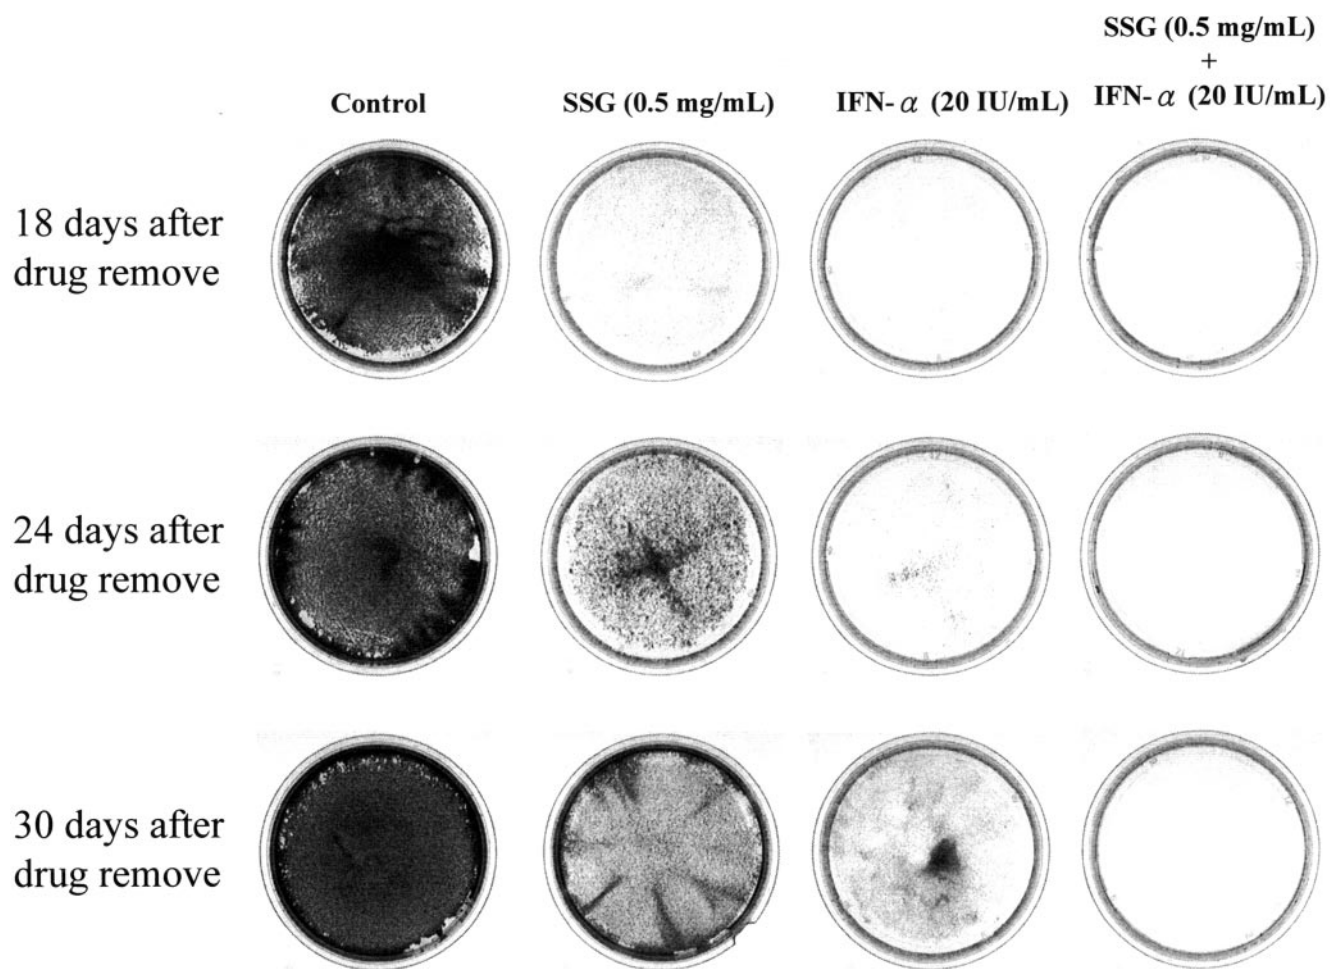 SSG (0.5 mg/mL)
+
Control SSG (0.5 mg/mL) IFN-α (20 IU/mL) IFN-α (20 IU/mL)
18 days after
drug remove
24 days after
drug remove
30 days after
drug remove